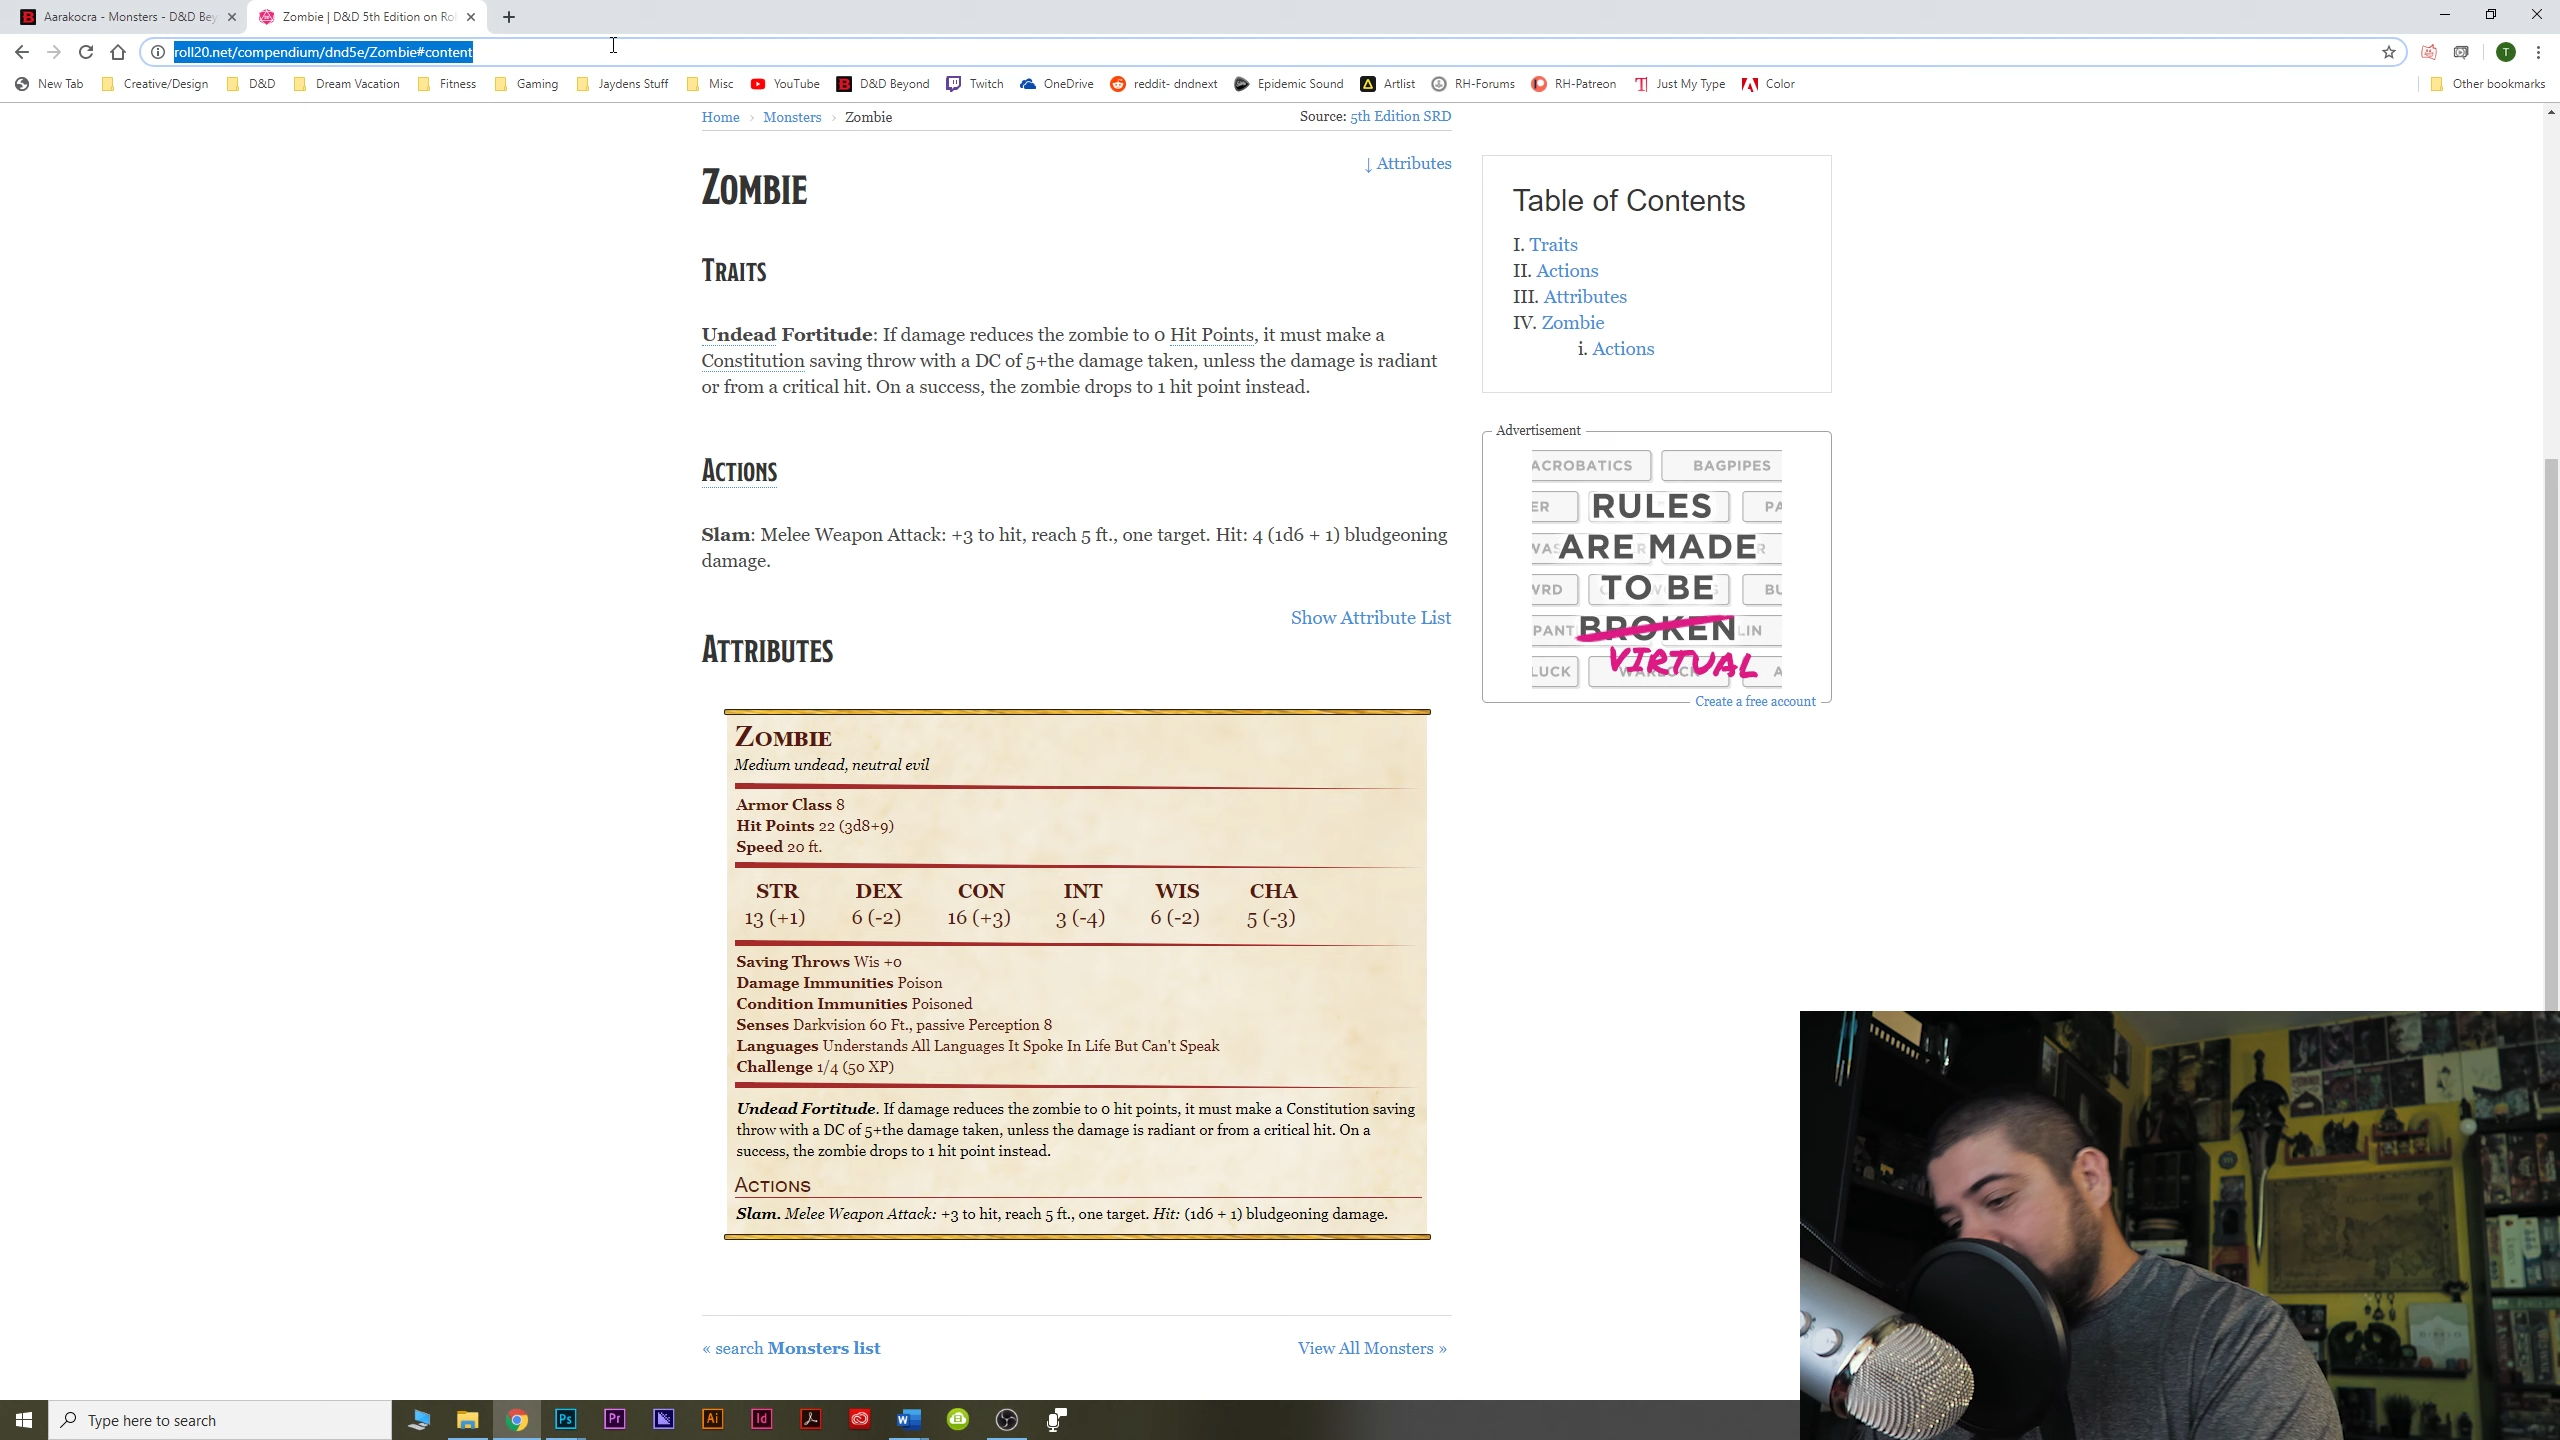 Aarakocra - Monsters - D&D Bey
Zombie | D&D 5th Edition on Rol
roll20.net/compendium/dnd5e/Zombie#content
T
New Tab
Creative/Design
D&D
Dream Vacation
Fitness
Gaming
Jaydens Stuff
Misc
YouTube
D&D Beyond
Twitch
OneDrive
reddit- dndnext
Epidemic Sound
Artlist
RH-Forums
RH-Patreon
Just My Type
Color
Other bookmarks
Home › Monsters › Zombie
Source: 5th Edition SRD
↓ Attributes
ZOMBIE
TRAITS
Undead Fortitude: If damage reduces the zombie to 0 Hit Points, it must make a
Constitution saving throw with a DC of 5+the damage taken, unless the damage is radiant
or from a critical hit. On a success, the zombie drops to 1 hit point instead.
ACTIONS
Slam: Melee Weapon Attack: +3 to hit, reach 5 ft., one target. Hit: 4 (1d6 + 1) bludgeoning
damage.
Show Attribute List
ATTRIBUTES
ZOMBIE
Medium undead, neutral evil
Armor Class 8
Hit Points 22 (3d8+9)
Speed 20 ft.
STR DEX CON INT WIS CHA
13 (+1) 6 (-2) 16 (+3) 3 (-4) 6 (-2) 5 (-3)
Saving Throws Wis +0
Damage Immunities Poison
Condition Immunities Poisoned
Senses Darkvision 60 Ft., passive Perception 8
Languages Understands All Languages It Spoke In Life But Can't Speak
Challenge 1/4 (50 XP)
Undead Fortitude. If damage reduces the zombie to 0 hit points, it must make a Constitution saving
throw with a DC of 5+the damage taken, unless the damage is radiant or from a critical hit. On a
success, the zombie drops to 1 hit point instead.
ACTIONS
Slam. Melee Weapon Attack: +3 to hit, reach 5 ft., one target. Hit: (1d6 + 1) bludgeoning damage.
« search Monsters list
View All Monsters »
Table of Contents
I. Traits
II. Actions
III. Attributes
IV. Zombie
i. Actions
Advertisement
ACROBATICS BAGPIPES
ER RULES PA
ARE MADE
VRD TO BE BU
PANT BROKEN LIN
VIRTUAL
LUCK WARLOCK A
Create a free account
Type here to search
Ps
Pr
Ai
Id
W